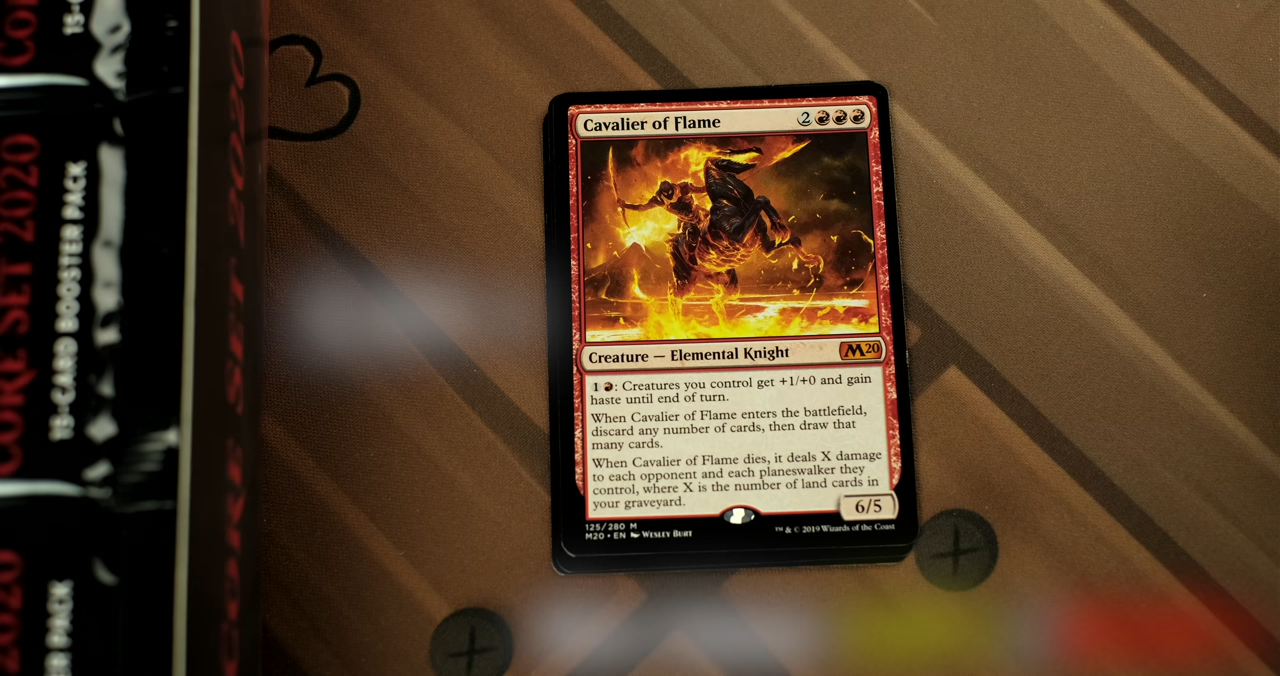 CORE SET 2020
15-CARD BOOSTER PACK
CORE SET 2020
2020
Cavalier of Flame
2
Creature — Elemental Knight
M20
1 : Creatures you control get +1/+0 and gain
haste until end of turn.
When Cavalier of Flame enters the battlefield,
discard any number of cards, then draw that
many cards.
When Cavalier of Flame dies, it deals X damage
to each opponent and each planeswalker they
control, where X is the number of land cards in
your graveyard.
6/5
125/280 M
M20 • EN Wesley Burt
™ & © 2019 Wizards of the Coast